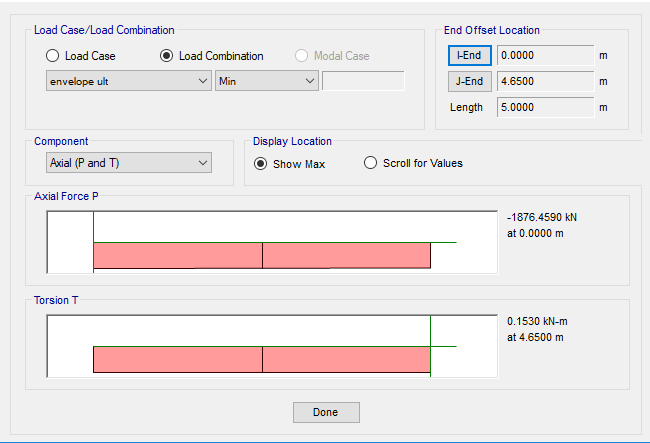 Load Case/Load Combination
Load Case
Load Combination
Modal Case
envelope ult
Min
End Offset Location
I-End
0.0000
m
J-End
4.6500
m
Length
5.0000
m
Component
Axial (P and T)
Display Location
Show Max
Scroll for Values
Axial Force P
-1876.4590 kN
at 0.0000 m
Torsion T
0.1530 kN-m
at 4.6500 m
Done